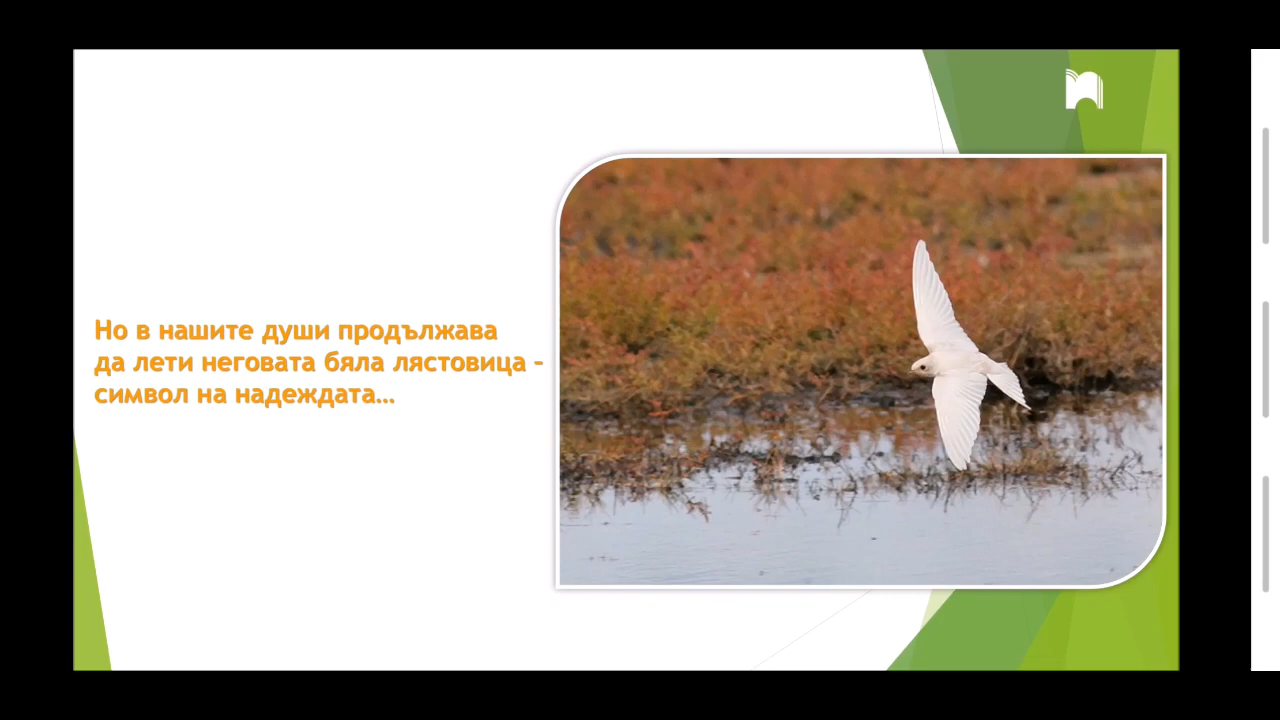 Но в нашите души продължава
да лети неговата бяла лястовица –
символ на надеждата…